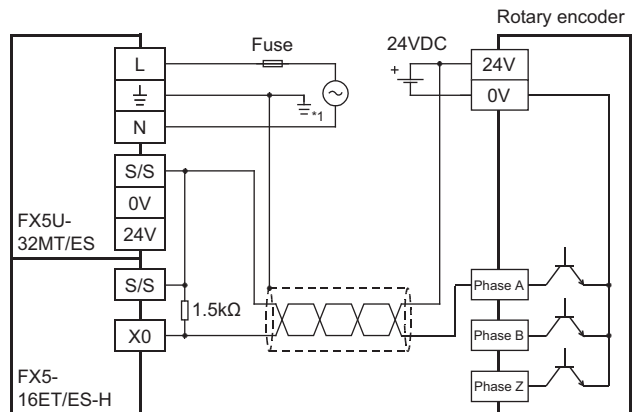 Rotary encoder
Fuse
24VDC
L
24V
+
0V
*1
N
S/S
0V
FX5U-
32MT/ES
24V
S/S
Phase A
1.5kΩ
X0
Phase B
FX5-
16ET/ES-H
Phase Z